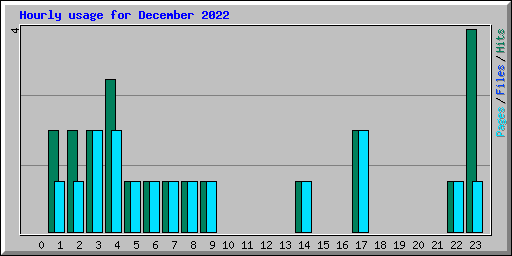 Hourly usage for December 2022
4
Pages/Files/Hits
0 1 2 3 4 5 6 7 8 9 10 11 12 13 14 15 16 17 18 19 20 21 22 23